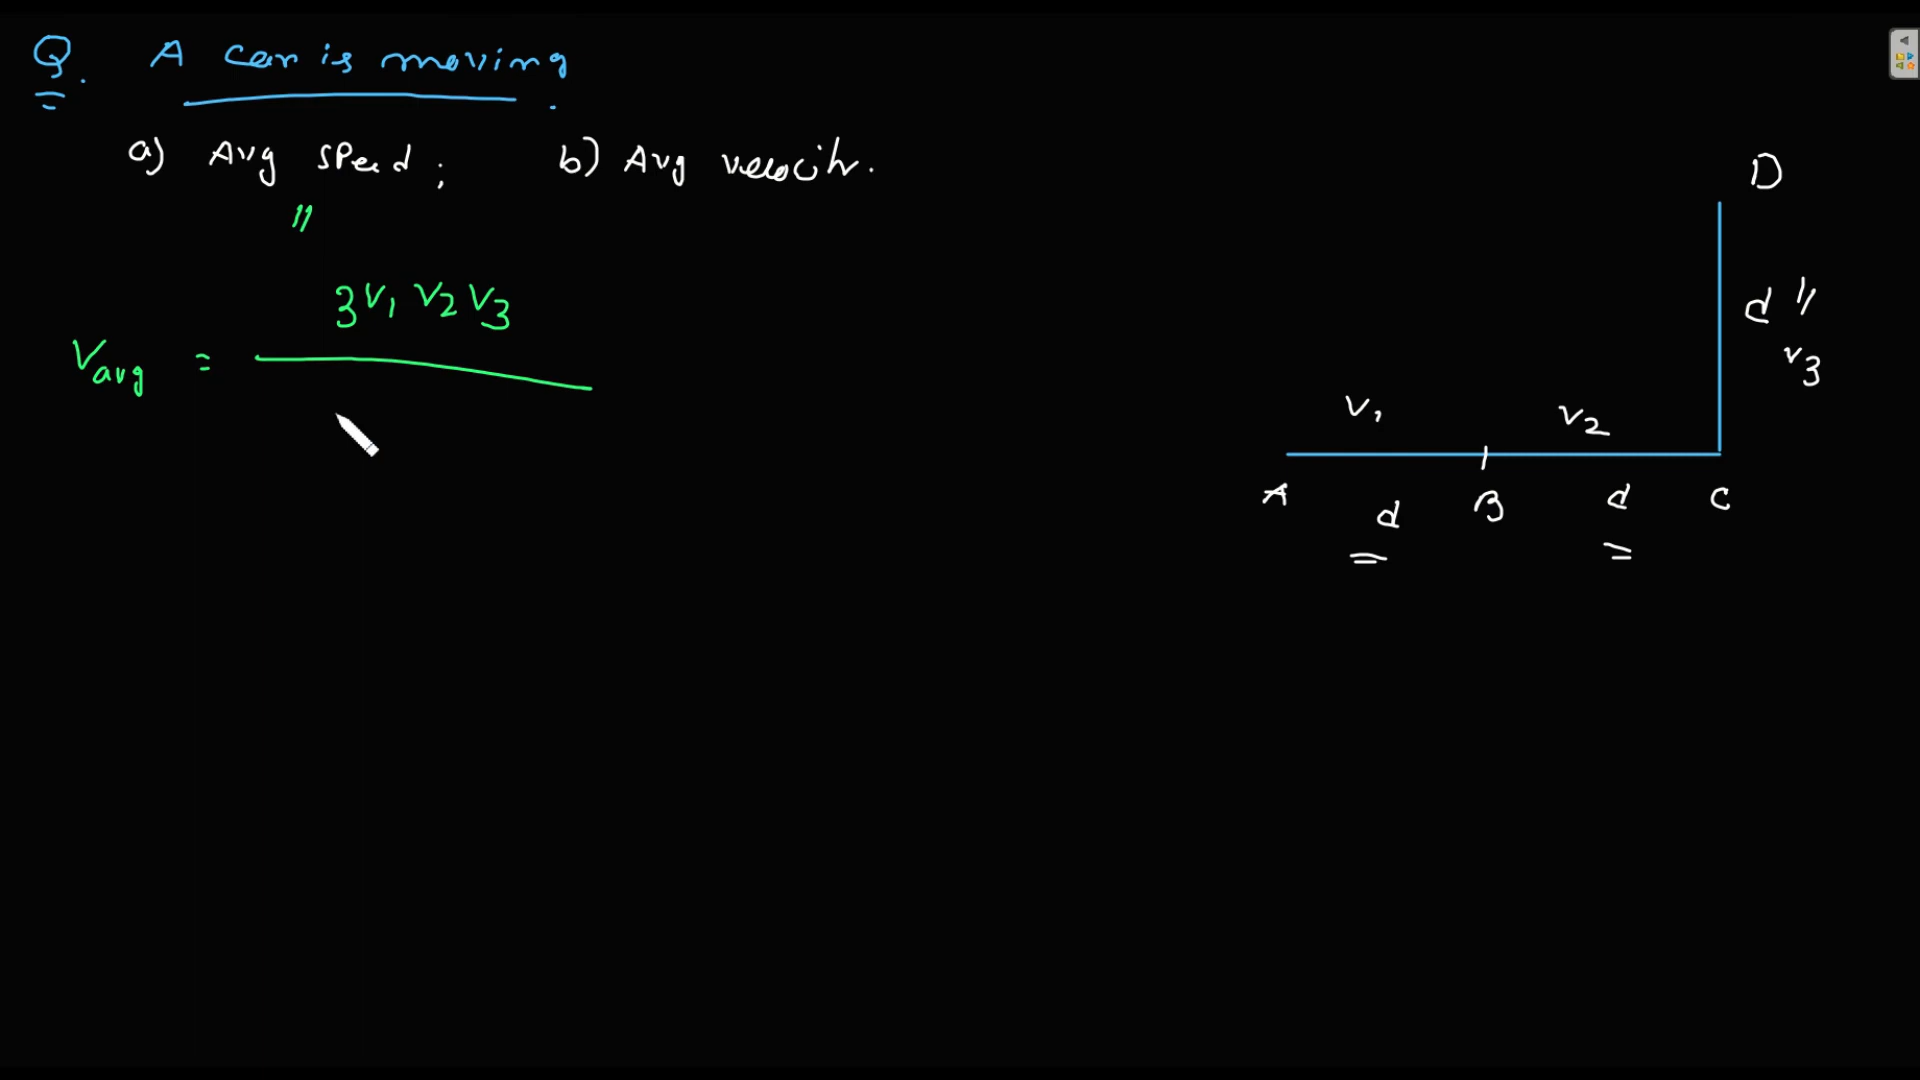 Q. A car is moving.
a) Avg speed; b) Avg velocity.
3v1 v2 v3
Vavg =
D
d
v3
v1 v2
A d B d C